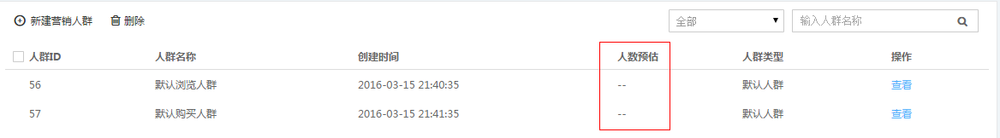 新建营销人群 删除 全部 输入人群名称
人群ID 人群名称 创建时间 人数预估 人群类型 操作
56 默认浏览人群 2016-03-15 21:40:35 -- 默认人群 查看
57 默认购买人群 2016-03-15 21:41:35 -- 默认人群 查看